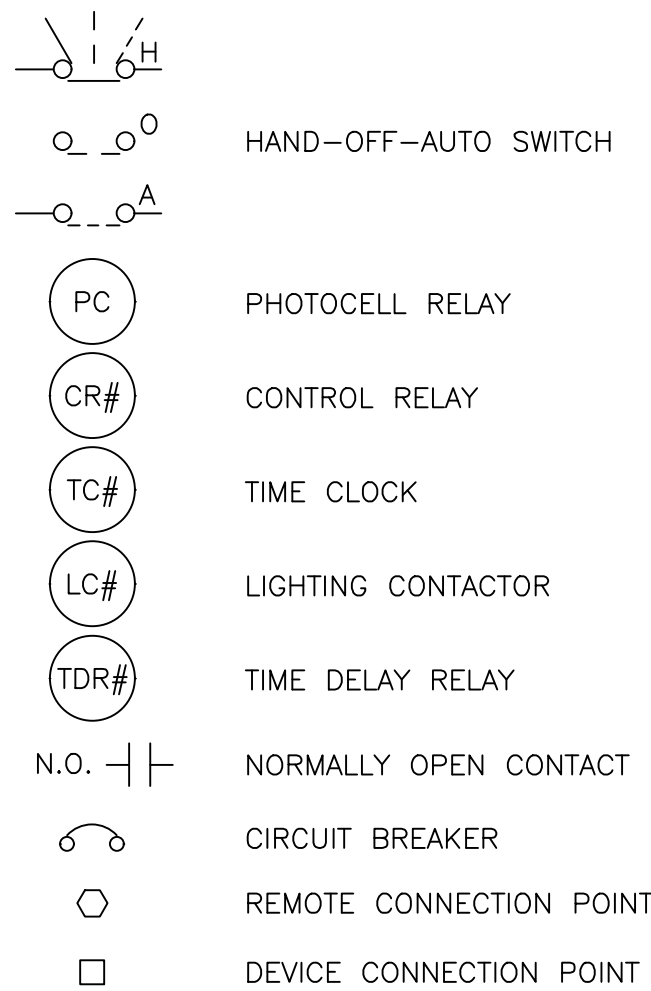 H
O
HAND-OFF-AUTO SWITCH
A
PC PHOTOCELL RELAY
CR# CONTROL RELAY
TC# TIME CLOCK
LC# LIGHTING CONTACTOR
TDR# TIME DELAY RELAY
N.O. NORMALLY OPEN CONTACT
CIRCUIT BREAKER
REMOTE CONNECTION POINT
DEVICE CONNECTION POINT